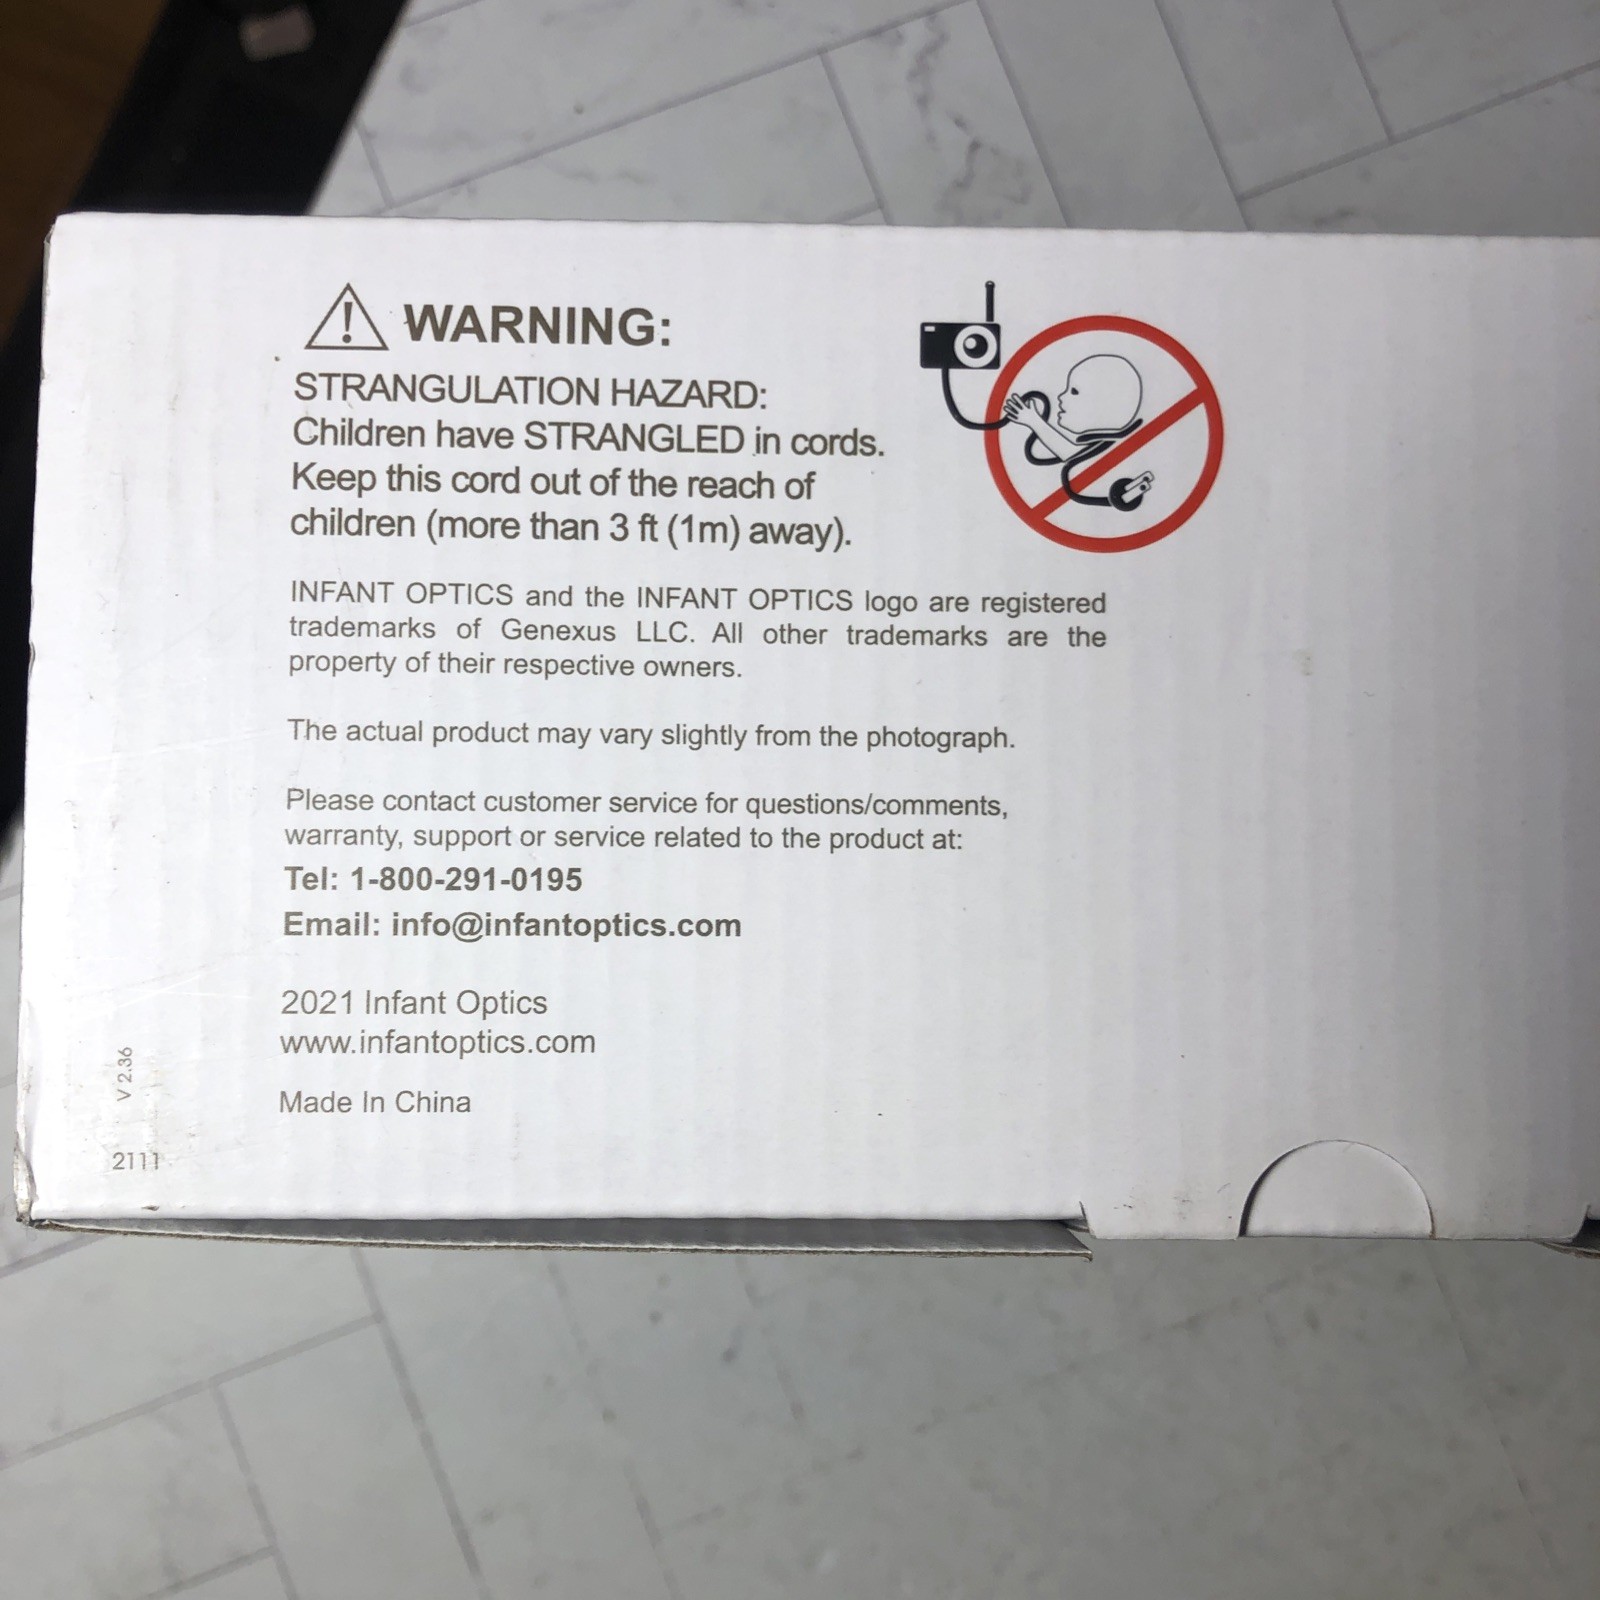 WARNING:
STRANGULATION HAZARD:
Children have STRANGLED in cords.
Keep this cord out of the reach of
children (more than 3 ft (1m) away).
INFANT OPTICS and the INFANT OPTICS logo are registered
trademarks of Genexus LLC. All other trademarks are the
property of their respective owners.
The actual product may vary slightly from the photograph.
Please contact customer service for questions/comments,
warranty, support or service related to the product at:
Tel: 1-800-291-0195
Email: info@infantoptics.com
2021 Infant Optics
www.infantoptics.com
Made In China
V 2.36
2111